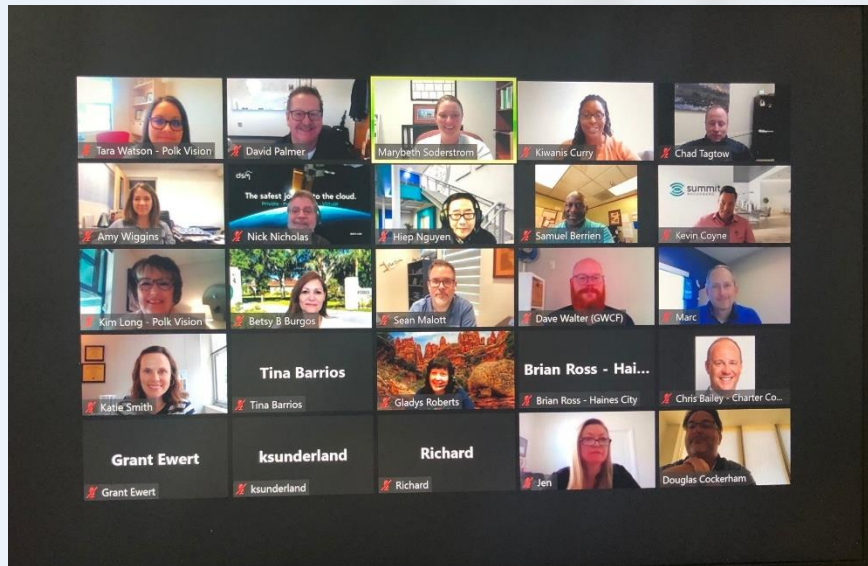 Tara Watson - Polk Vision
David Palmer
Marybeth Soderstrom
Kiwanis Curry
Chad Tagtow
dsm
The safest jo to the cloud.
summit
Amy Wiggins
Nick Nicholas
Hiep Nguyen
Samuel Berrien
Kevin Coyne
Kim Long - Polk Vision
Betsy B Burgos
Sean Malott
Dave Walter (GWCF)
Marc
Tina Barrios
Brian Ross - Hai...
Katie Smith
Tina Barrios
Gladys Roberts
Brian Ross - Haines City
Chris Bailey - Charter Co...
Grant Ewert
ksunderland
Richard
Grant Ewert
ksunderland
Richard
Jen
Douglas Cockerham